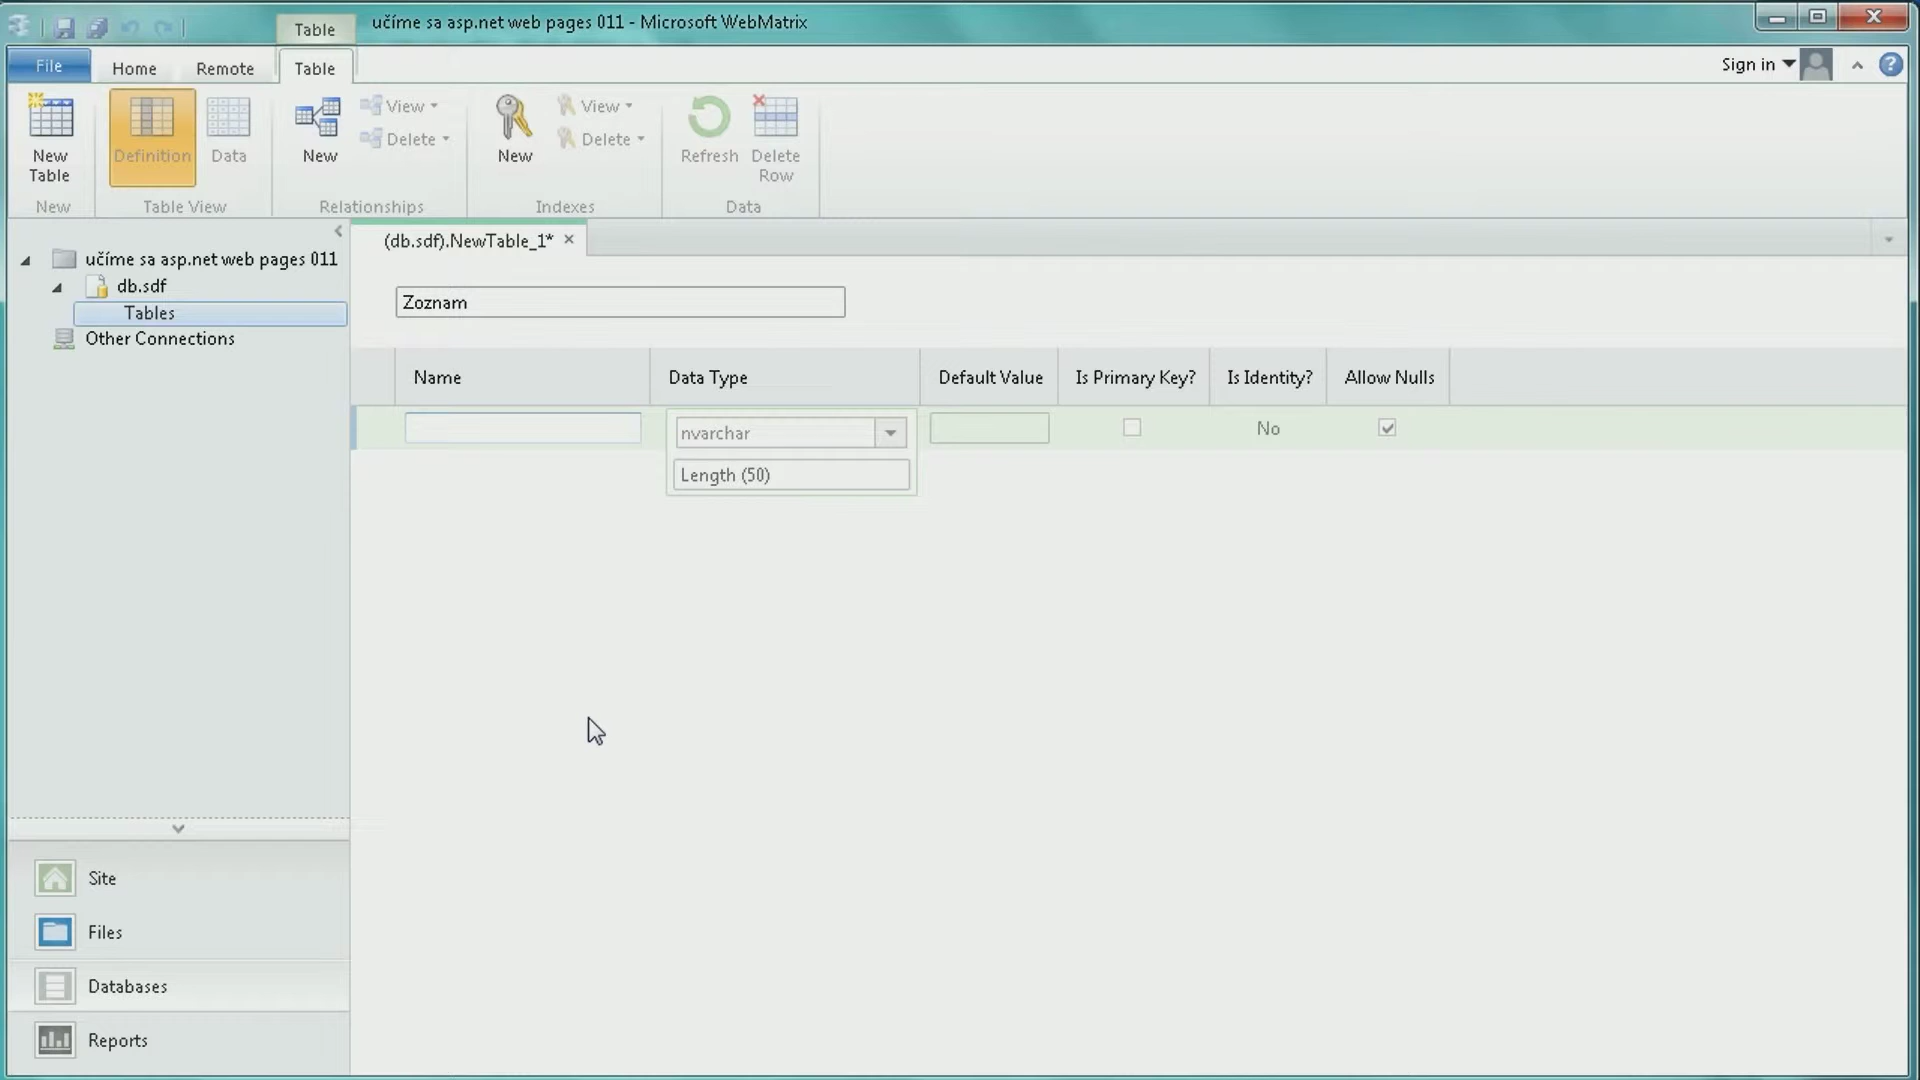 Table
učíme sa asp.net web pages 011 - Microsoft WebMatrix
File
Home
Remote
Table
Sign in
New Table
Definition
Data
New
View
Delete
New
View
Delete
Refresh
Delete Row
New
Table View
Relationships
Indexes
Data
učíme sa asp.net web pages 011
db.sdf
Tables
Other Connections
(db.sdf).NewTable_1*
Zoznam
Name
Data Type
Default Value
Is Primary Key?
Is Identity?
Allow Nulls
nvarchar
No
Length (50)
Site
Files
Databases
Reports